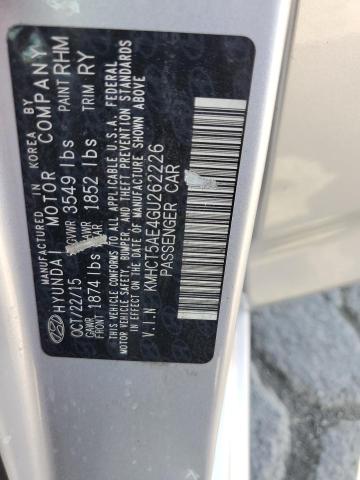 MANUFACTURED IN KOREA BY
HYUNDAI MOTOR COMPANY
OCT/22/15 GVWR 3549 lbs PAINT RHM
GAWR FRONT 1874 lbs GAWR REAR 1852 lbs TRIM RY
THIS VEHICLE CONFORMS TO ALL APPLICABLE U.S.A. FEDERAL
MOTOR VEHICLE SAFETY, BUMPER, AND THEFT PREVENTION STANDARDS
IN EFFECT ON THE DATE OF MANUFACTURE SHOWN ABOVE
V.I.N KMHCT5AE4GU262226
PASSENGER CAR